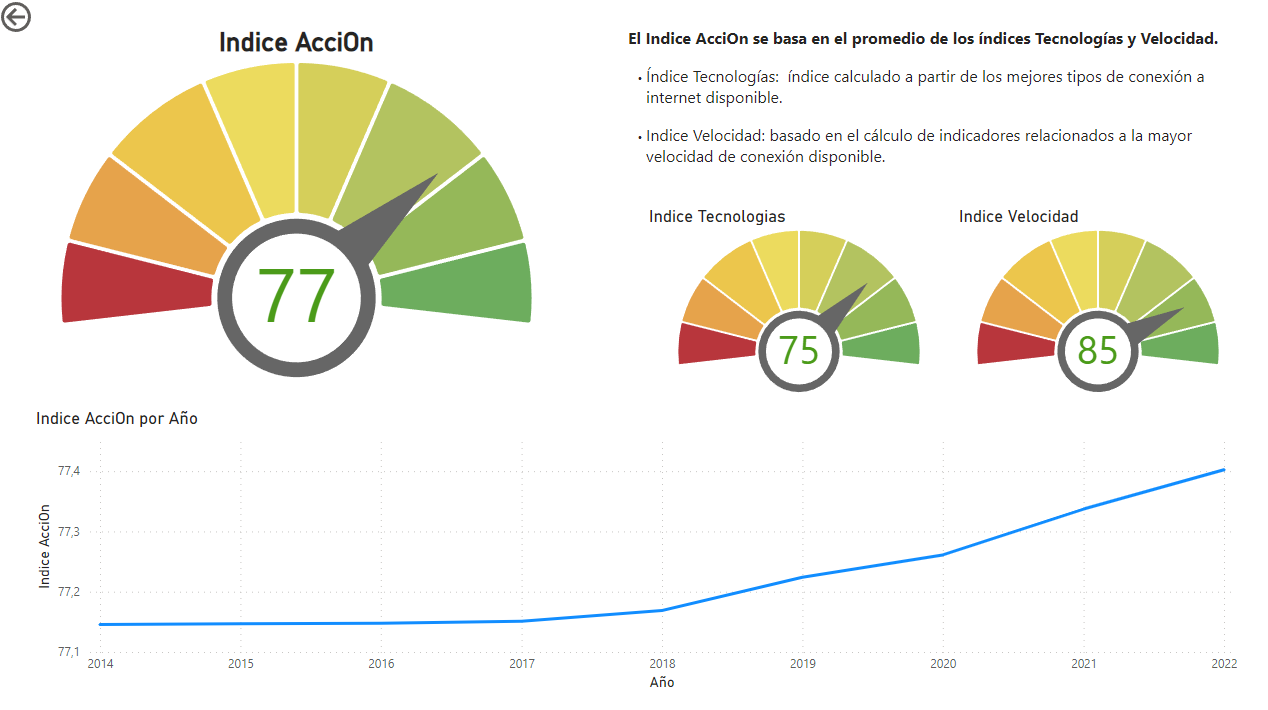 Indice AcciOn
77
El Indice AcciOn se basa en el promedio de los índices Tecnologías y Velocidad.
• Índice Tecnologías:  índice calculado a partir de los mejores tipos de conexión a
internet disponible.
• Indice Velocidad: basado en el cálculo de indicadores relacionados a la mayor
velocidad de conexión disponible.
Indice Tecnologias
75
Indice Velocidad
85
Indice AcciOn por Año
Indice AcciOn
77,4
77,3
77,2
77,1
2014 2015 2016 2017 2018 2019 2020 2021 2022
Año